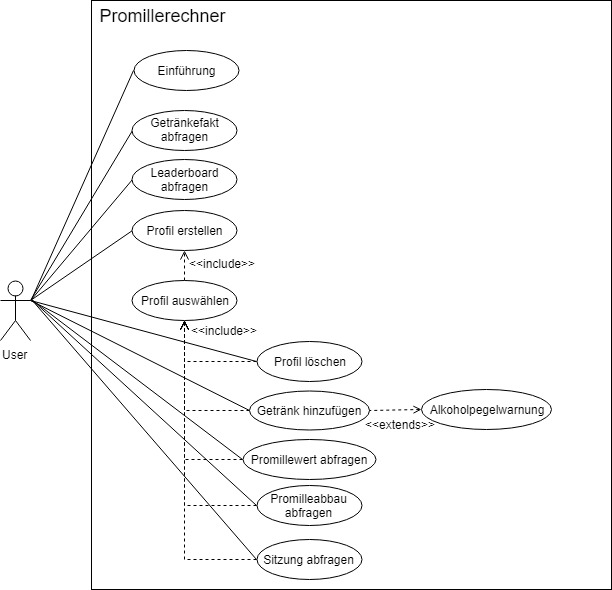 Promillerechner
Einführung
Getränkefakt
abfragen
Leaderboard
abfragen
Profil erstellen
<<include>>
Profil auswählen
<<include>>
User
Profil löschen
Getränk hinzufügen
Alkoholpegelwarnung
<<extends>>
Promillewert abfragen
Promilleabbau
abfragen
Sitzung abfragen